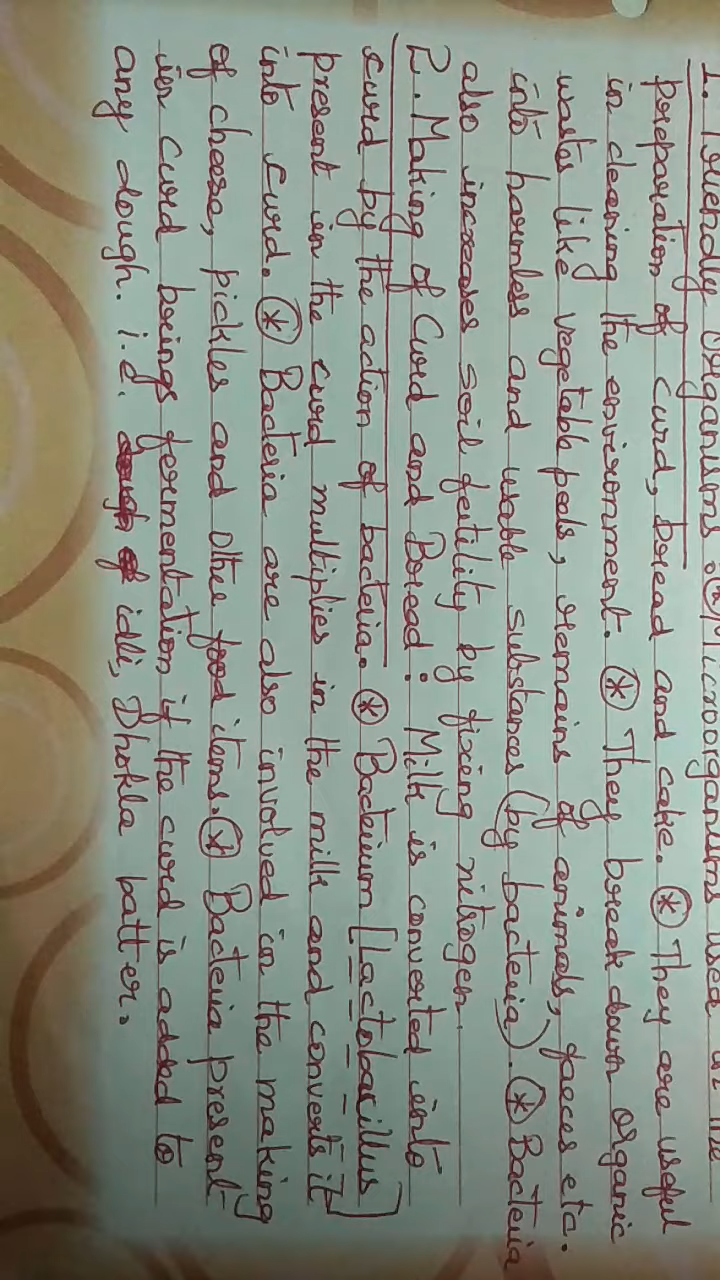 1. Friendly Organisms : (*) Microorganisms used in the
preparation of curd, bread and cake. (*) They are useful
in cleaning the environment. (*) They break down organic
wastes like vegetable peels, remains of animals, faeces etc.
into harmless and usable substances (by bacteria). (*) Bacteria
also increases soil fertility by fixing nitrogen.
2. Making of Curd and Bread : Milk is converted into
curd by the action of bacteria. (*) Bacterium [Lactobacillus]
present in the curd multiplies in the milk and converts it
into curd. (*) Bacteria are also involved in the making
of cheese, pickles and other food items. (*) Bacteria present
in curd brings fermentation if the curd is added to
any dough. i.e. idli, Dhokla batter.